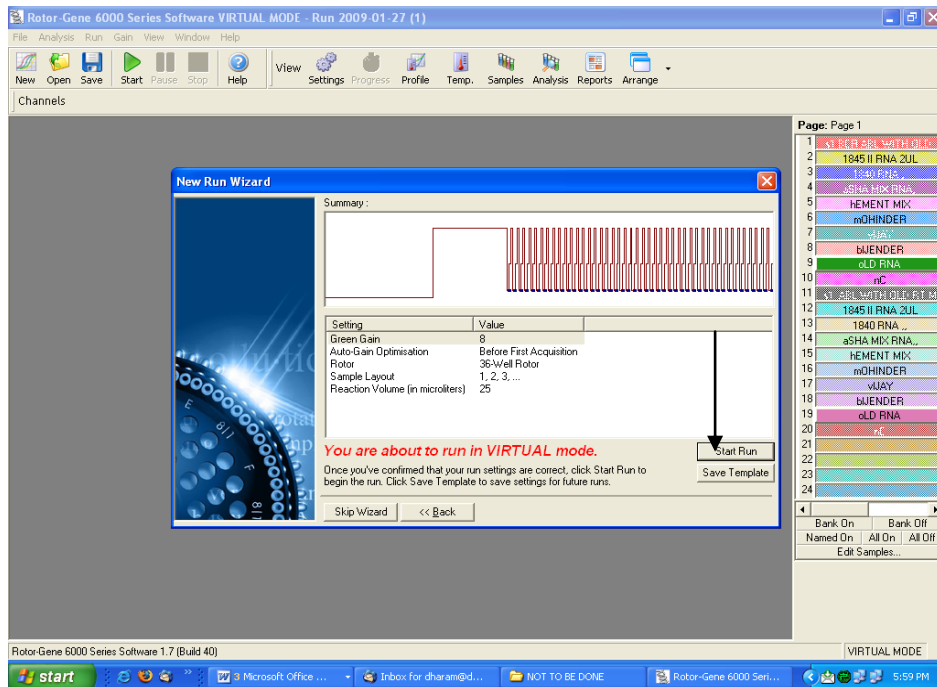 Rotor-Gene 6000 Series Software VIRTUAL MODE - Run 2009-01-27 (1)
File Analysis Run Gain View Window Help
New Open Save Start Pause Stop Help View Settings Progress Profile Temp. Samples Analysis Reports Arrange
Channels
Page: Page 1
1
2 1845 II RNA 2UL
3 1840 RNA,
4 aSHA MIX RNA,
5 hEMENT MIX
6 mOHINDER
7 vIJAY
8 bIJENDER
9 oLD RNA
10 nC
11
12 1845 II RNA 2UL
13 1840 RNA ,,
14 aSHA MIX RNA,,
15 hEMENT MIX
16 mOHINDER
17 vIJAY
18 bIJENDER
19 oLD RNA
20 nC
21
22
23
24
Bank On Bank Off
Named On All On All Off
Edit Samples...
New Run Wizard
Summary :
Setting Value
Green Gain 8
Auto-Gain Optimisation Before First Acquisition
Rotor 36-Well Rotor
Sample Layout 1, 2, 3, ...
Reaction Volume (in microliters) 25
You are about to run in VIRTUAL mode.
Once you've confirmed that your run settings are correct, click Start Run to
begin the run. Click Save Template to save settings for future runs.
Start Run
Save Template
Skip Wizard << Back
Rotor-Gene 6000 Series Software 1.7 (Build 40) VIRTUAL MODE
start 3 Microsoft Office ... Inbox for dharam@d... NOT TO BE DONE Rotor-Gene 6000 Seri... 5:59 PM